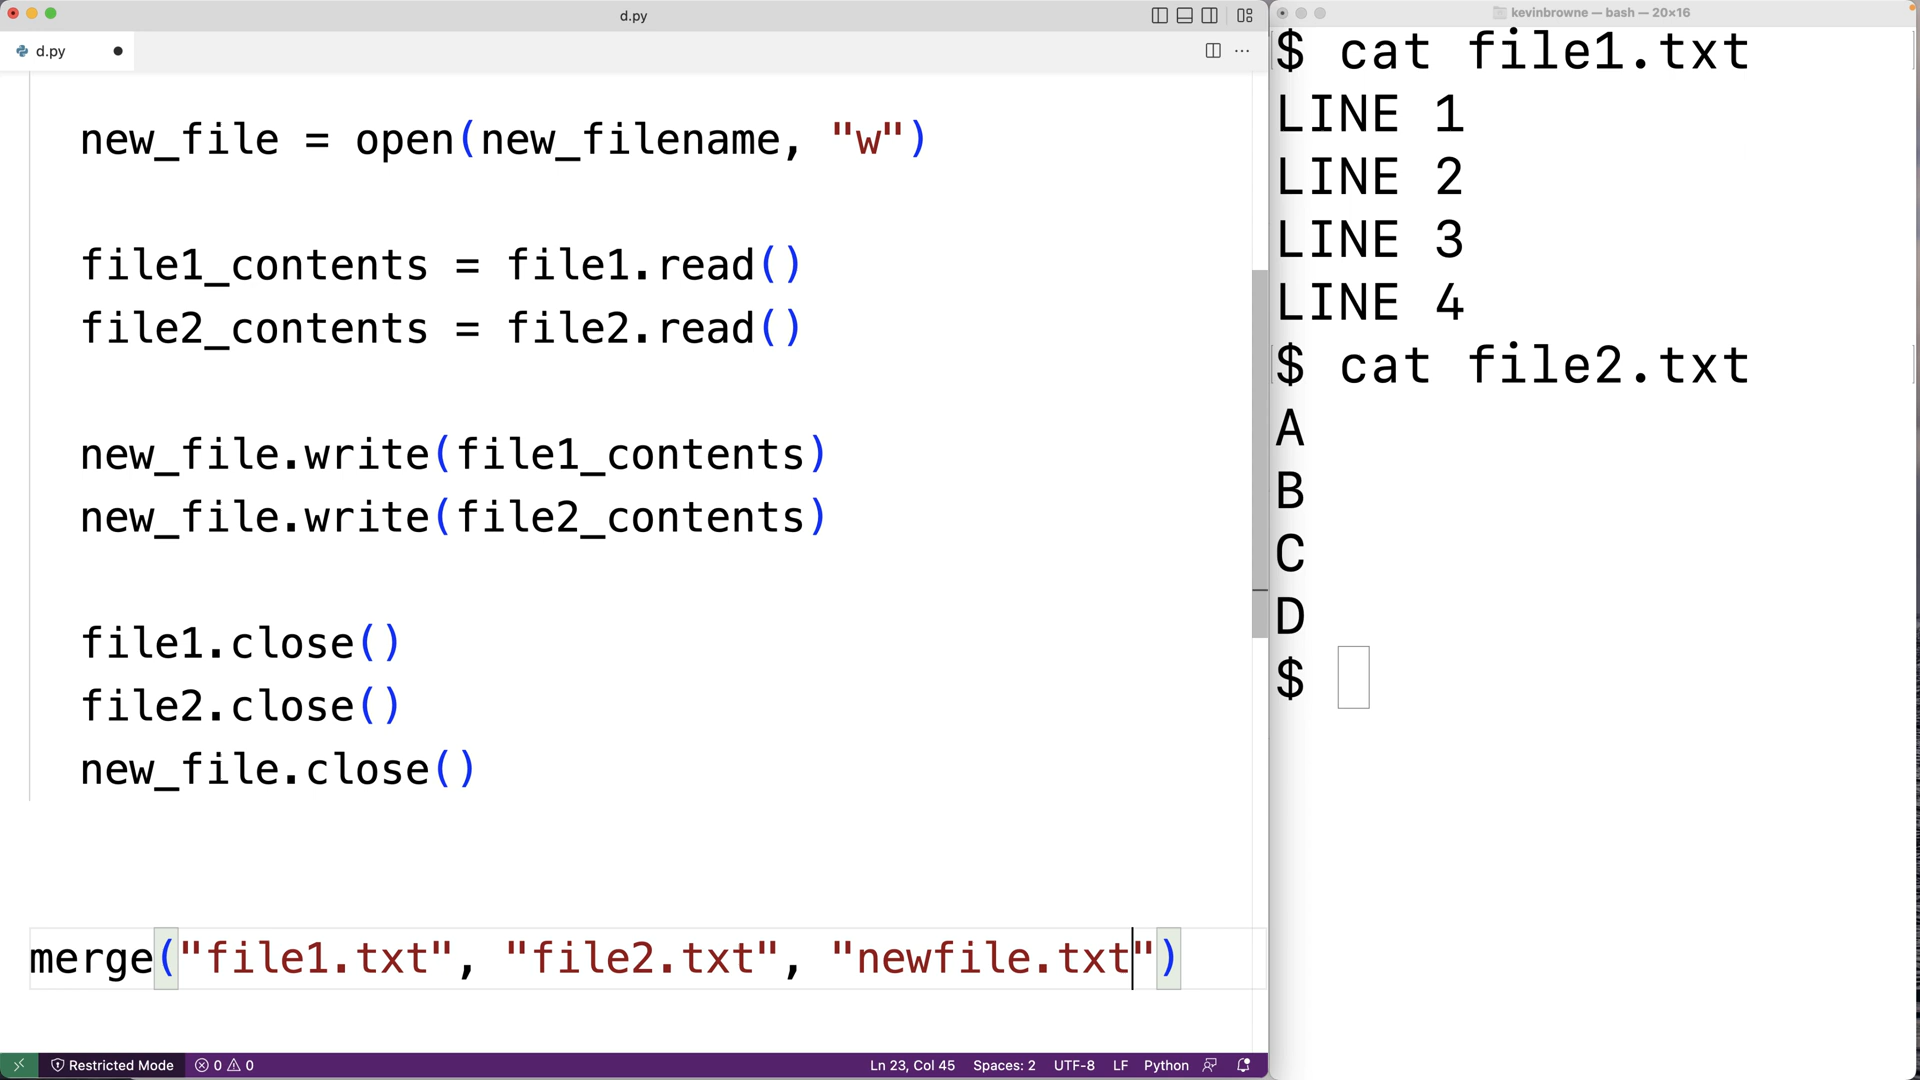 d.py
d.py
new_file = open(new_filename, "w")
file1_contents = file1.read()
file2_contents = file2.read()
new_file.write(file1_contents)
new_file.write(file2_contents)
file1.close()
file2.close()
new_file.close()
merge("file1.txt", "file2.txt", "newfile.txt")
Restricted Mode 0 0 Ln 23, Col 45 Spaces: 2 UTF-8 LF Python
kevinbrowne — bash — 20×16
$ cat file1.txt
LINE 1
LINE 2
LINE 3
LINE 4
$ cat file2.txt
A
B
C
D
$